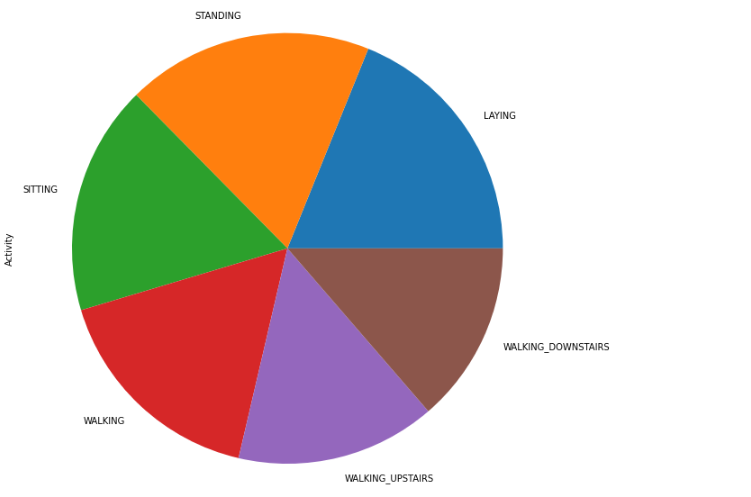 STANDING
LAYING
SITTING
Activity
WALKING_DOWNSTAIRS
WALKING
WALKING_UPSTAIRS